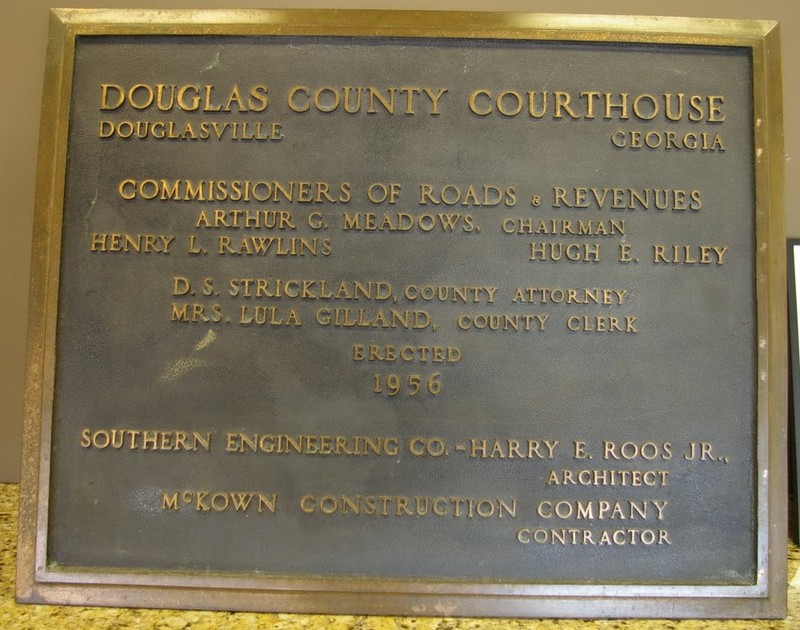 DOUGLAS COUNTY COURTHOUSE
DOUGLASVILLE GEORGIA
COMMISSIONERS OF ROADS & REVENUES
ARTHUR G. MEADOWS, CHAIRMAN
HENRY L. RAWLINS HUGH E. RILEY
D. S. STRICKLAND, COUNTY ATTORNEY
MRS. LULA GILLAND, COUNTY CLERK
ERECTED
1956
SOUTHERN ENGINEERING CO. - HARRY E. ROOS JR.,
ARCHITECT
McKOWN CONSTRUCTION COMPANY
CONTRACTOR